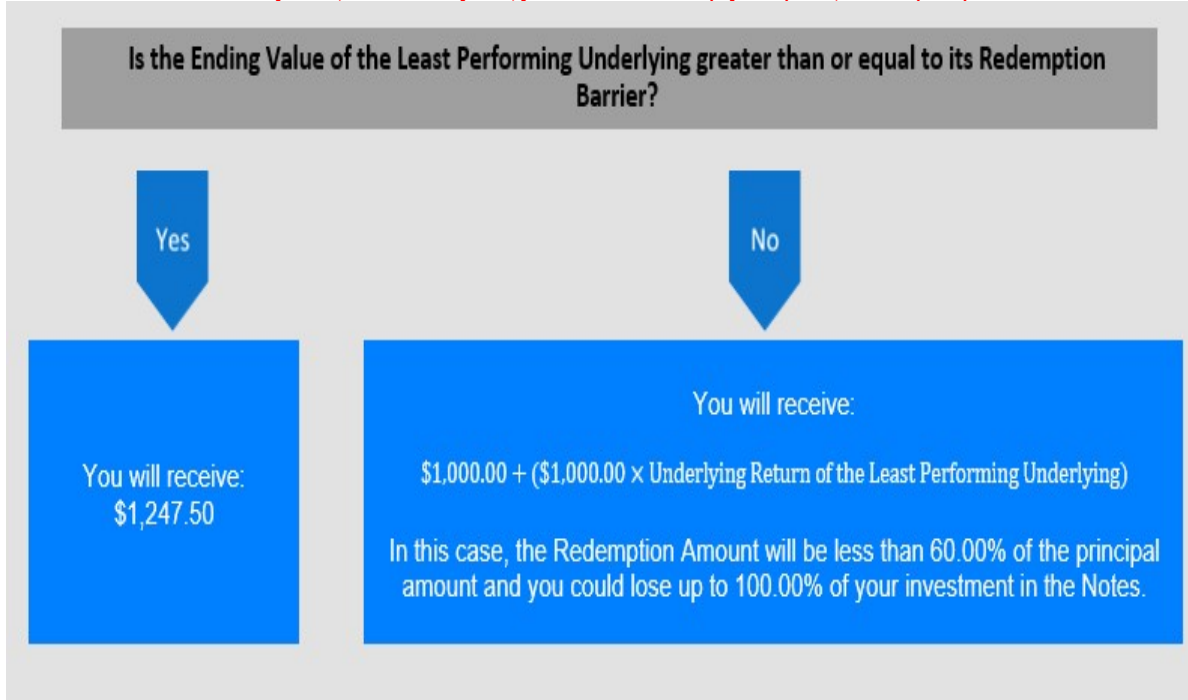 Is the Ending Value of the Least Performing Underlying greater than or equal to its Redemption
Barrier?
Yes
No
You will receive:
$1,247.50
You will receive:
$1,000.00 + ($1,000.00 × Underlying Return of the Least Performing Underlying)
In this case, the Redemption Amount will be less than 60.00% of the principal
amount and you could lose up to 100.00% of your investment in the Notes.